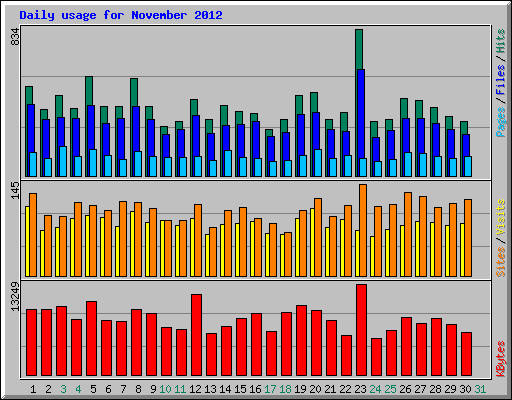 Daily usage for November 2012
834
Pages / Files / Hits
145
Sites / Visits
13249
KBytes
1 2 3 4 5 6 7 8 9 10 11 12 13 14 15 16 17 18 19 20 21 22 23 24 25 26 27 28 29 30 31